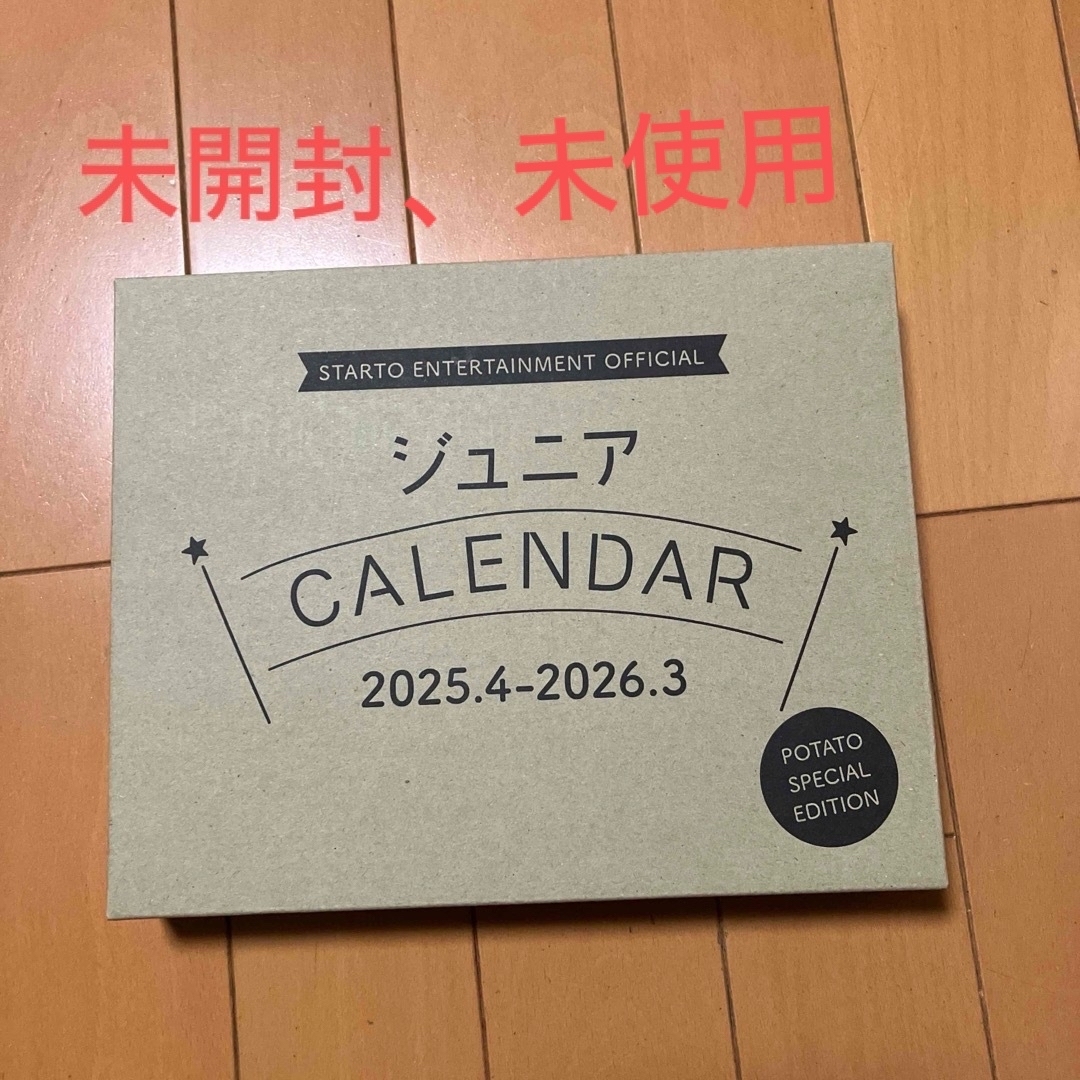 未開封、未使用
STARTO ENTERTAINMENT OFFICIAL
ジュニア
CALENDAR
2025.4-2026.3
POTATO
SPECIAL
EDITION